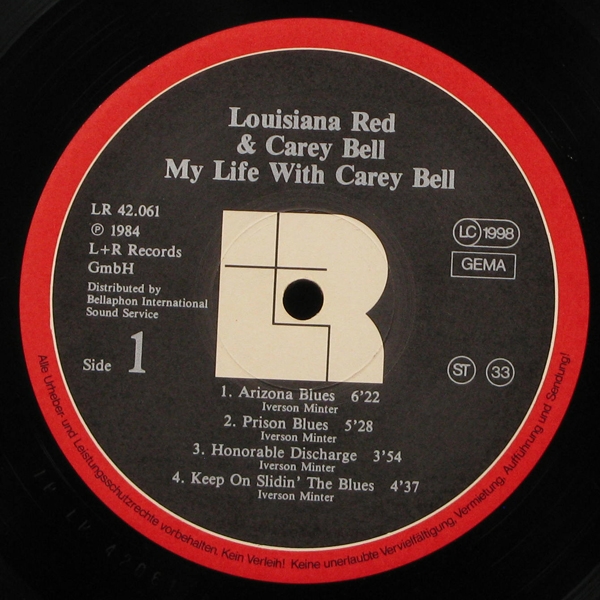 Louisiana Red
& Carey Bell
My Life With Carey Bell
LR 42.061
℗ 1984
L+R Records
GmbH
Distributed by
Bellaphon International
Sound Service
Side 1
LC 1998
GEMA
ST 33
1. Arizona Blues 6'22
Iverson Minter
2. Prison Blues 5'28
Iverson Minter
3. Honorable Discharge 3'54
Iverson Minter
4. Keep On Slidin' The Blues 4'37
Iverson Minter
Alle Urheber- und Leistungsschutzrechte vorbehalten. Kein Verleih! Keine unerlaubte Vervielfältigung, Vermietung, Aufführung und Sendung!